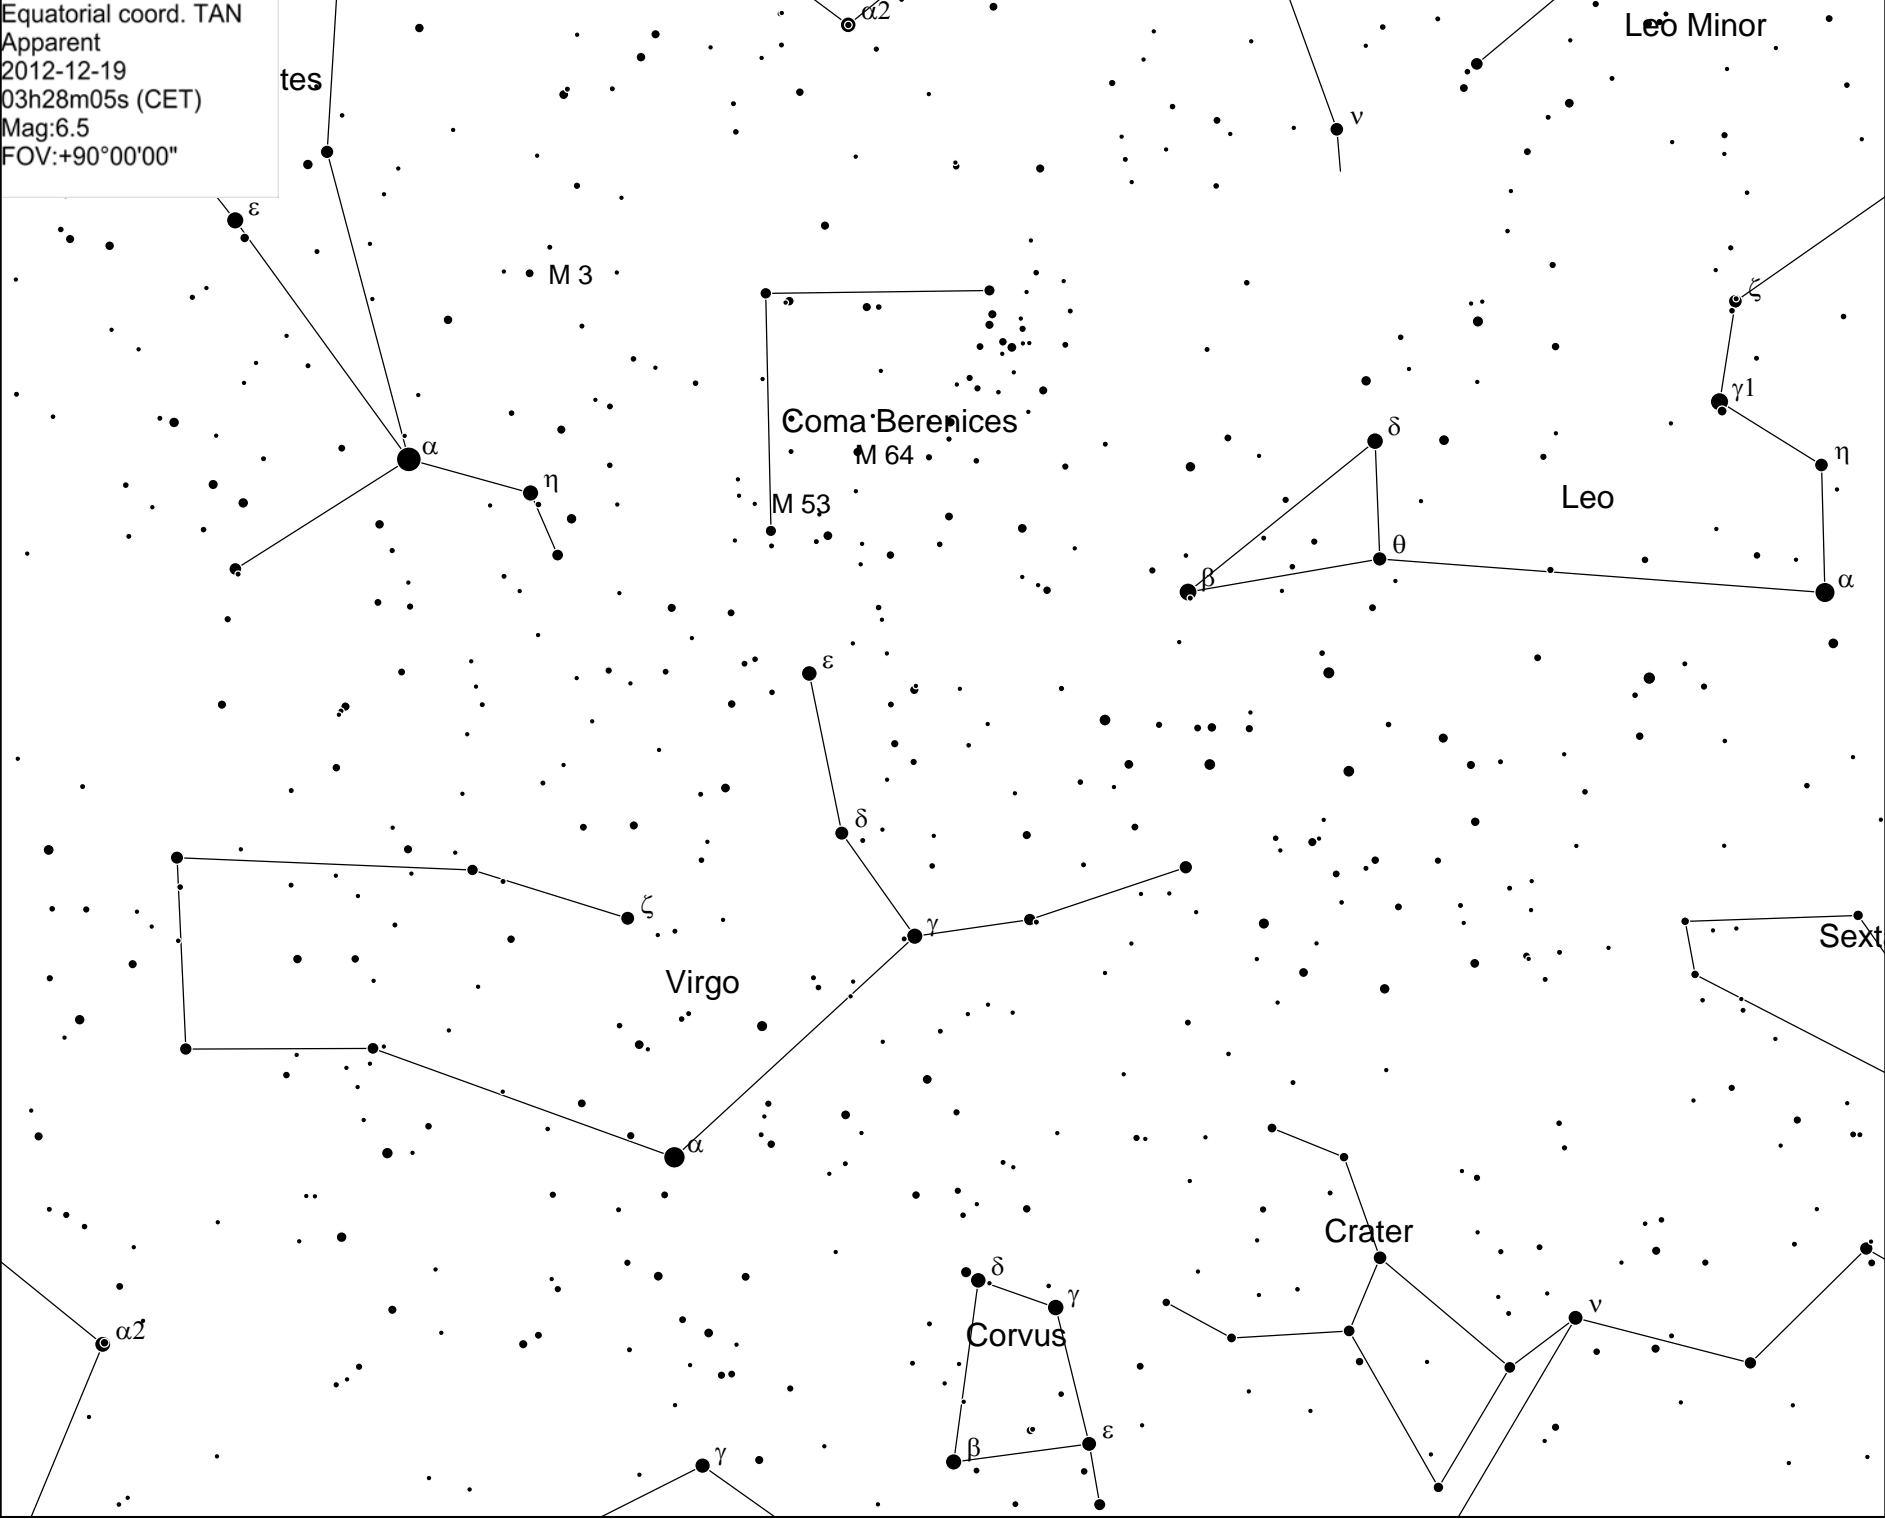 Equatorial coord. TAN
Apparent
2012-12-19
03h28m05s (CET)
Mag:6.5
FOV:+90°00'00"
α2
Leo Minor
tes
ν
ε
M 3
ζ
γ1
Coma Berenices
α
δ
M 64
η
η
Leo
M 53
θ
β
α
ε
δ
ζ
γ
Sext
Virgo
α
Crater
δ
γ
ν
α2
Corvus
ε
β
γ